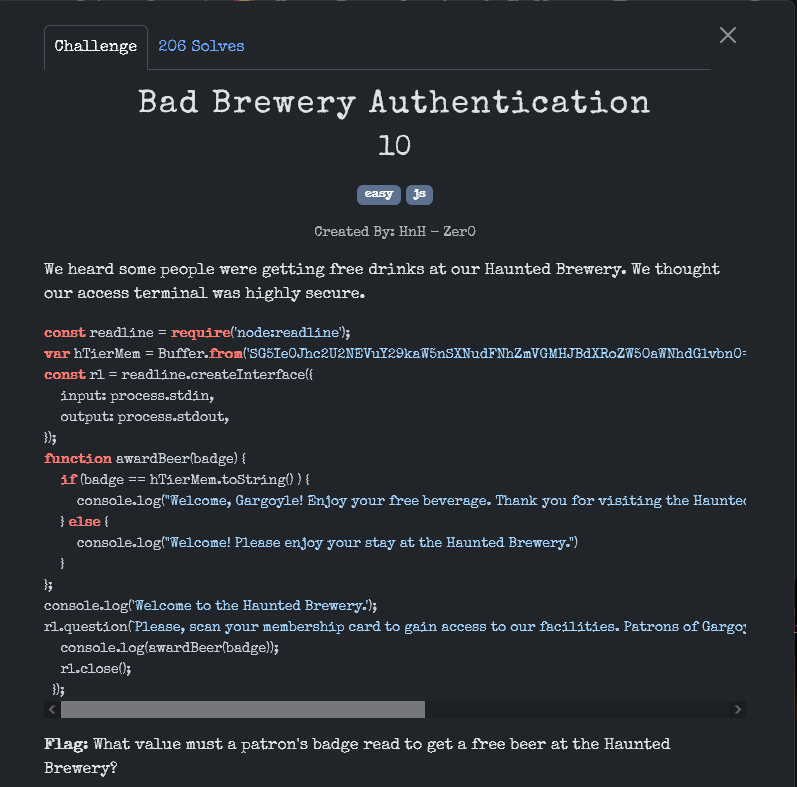 Challenge
206 Solves
Bad Brewery Authentication
10
easy js
Created By: HnH - Zer0
We heard some people were getting free drinks at our Haunted Brewery. We thought
our access terminal was highly secure.
const readline = require('node:readline');
var hTierMem = Buffer.from('SG5Ie0Jhc2U2NEVuY29kaW5nSXNudFNhZmVGMHJBdXRoZW50aWNhdGlvbn0=
const rl = readline.createInterface({
input: process.stdin,
output: process.stdout,
});
function awardBeer(badge) {
if (badge == hTierMem.toString() ) {
console.log("Welcome, Gargoyle! Enjoy your free beverage. Thank you for visiting the Haunted
} else {
console.log("Welcome! Please enjoy your stay at the Haunted Brewery.")
}
};
console.log('Welcome to the Haunted Brewery.');
rl.question(`Please, scan your membership card to gain access to our facilities. Patrons of Gargoy
console.log(awardBeer(badge));
rl.close();
});
Flag: What value must a patron's badge read to get a free beer at the Haunted
Brewery?